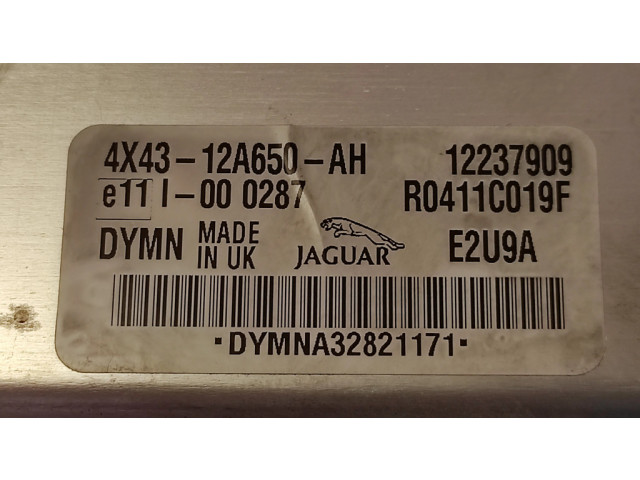 4X43-12A650-AH 12237909
e11 I-00 0287 R0411C019F
DYMN MADE IN UK JAGUAR E2U9A
·DYMNA32821171·